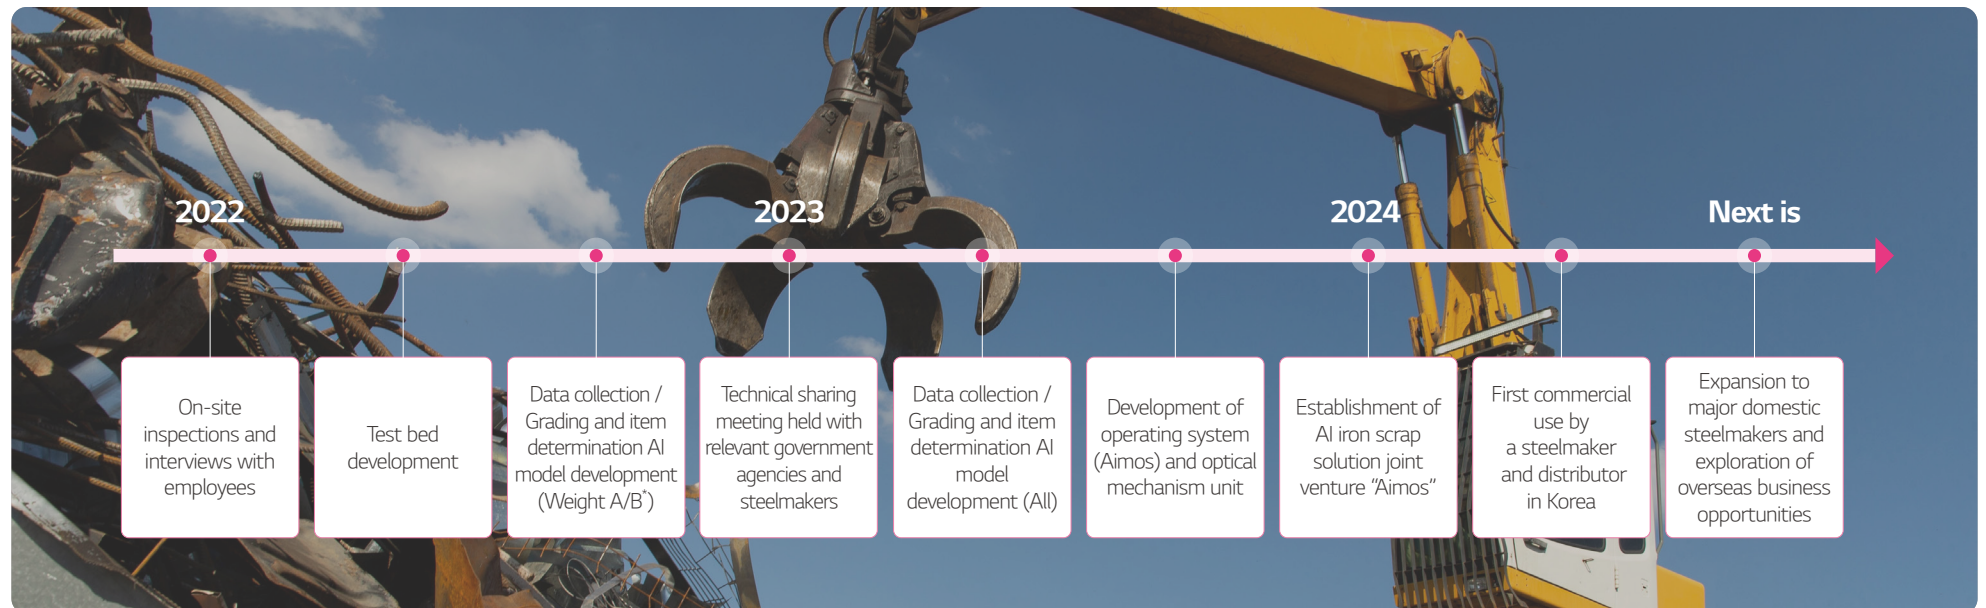 2022
2023
2024
Next is
On-site
inspections and
interviews with
employees
Test bed
development
Data collection /
Grading and item
determination AI
model development
(Weight A/B*)
Technical sharing
meeting held with
relevant government
agencies and
steelmakers
Data collection /
Grading and item
determination AI
model
development (All)
Development of
operating system
(Aimos) and optical
mechanism unit
Establishment of
AI iron scrap
solution joint
venture “Aimos”
First commercial
use by
a steelmaker
and distributor
in Korea
Expansion to
major domestic
steelmakers and
exploration of
overseas business
opportunities